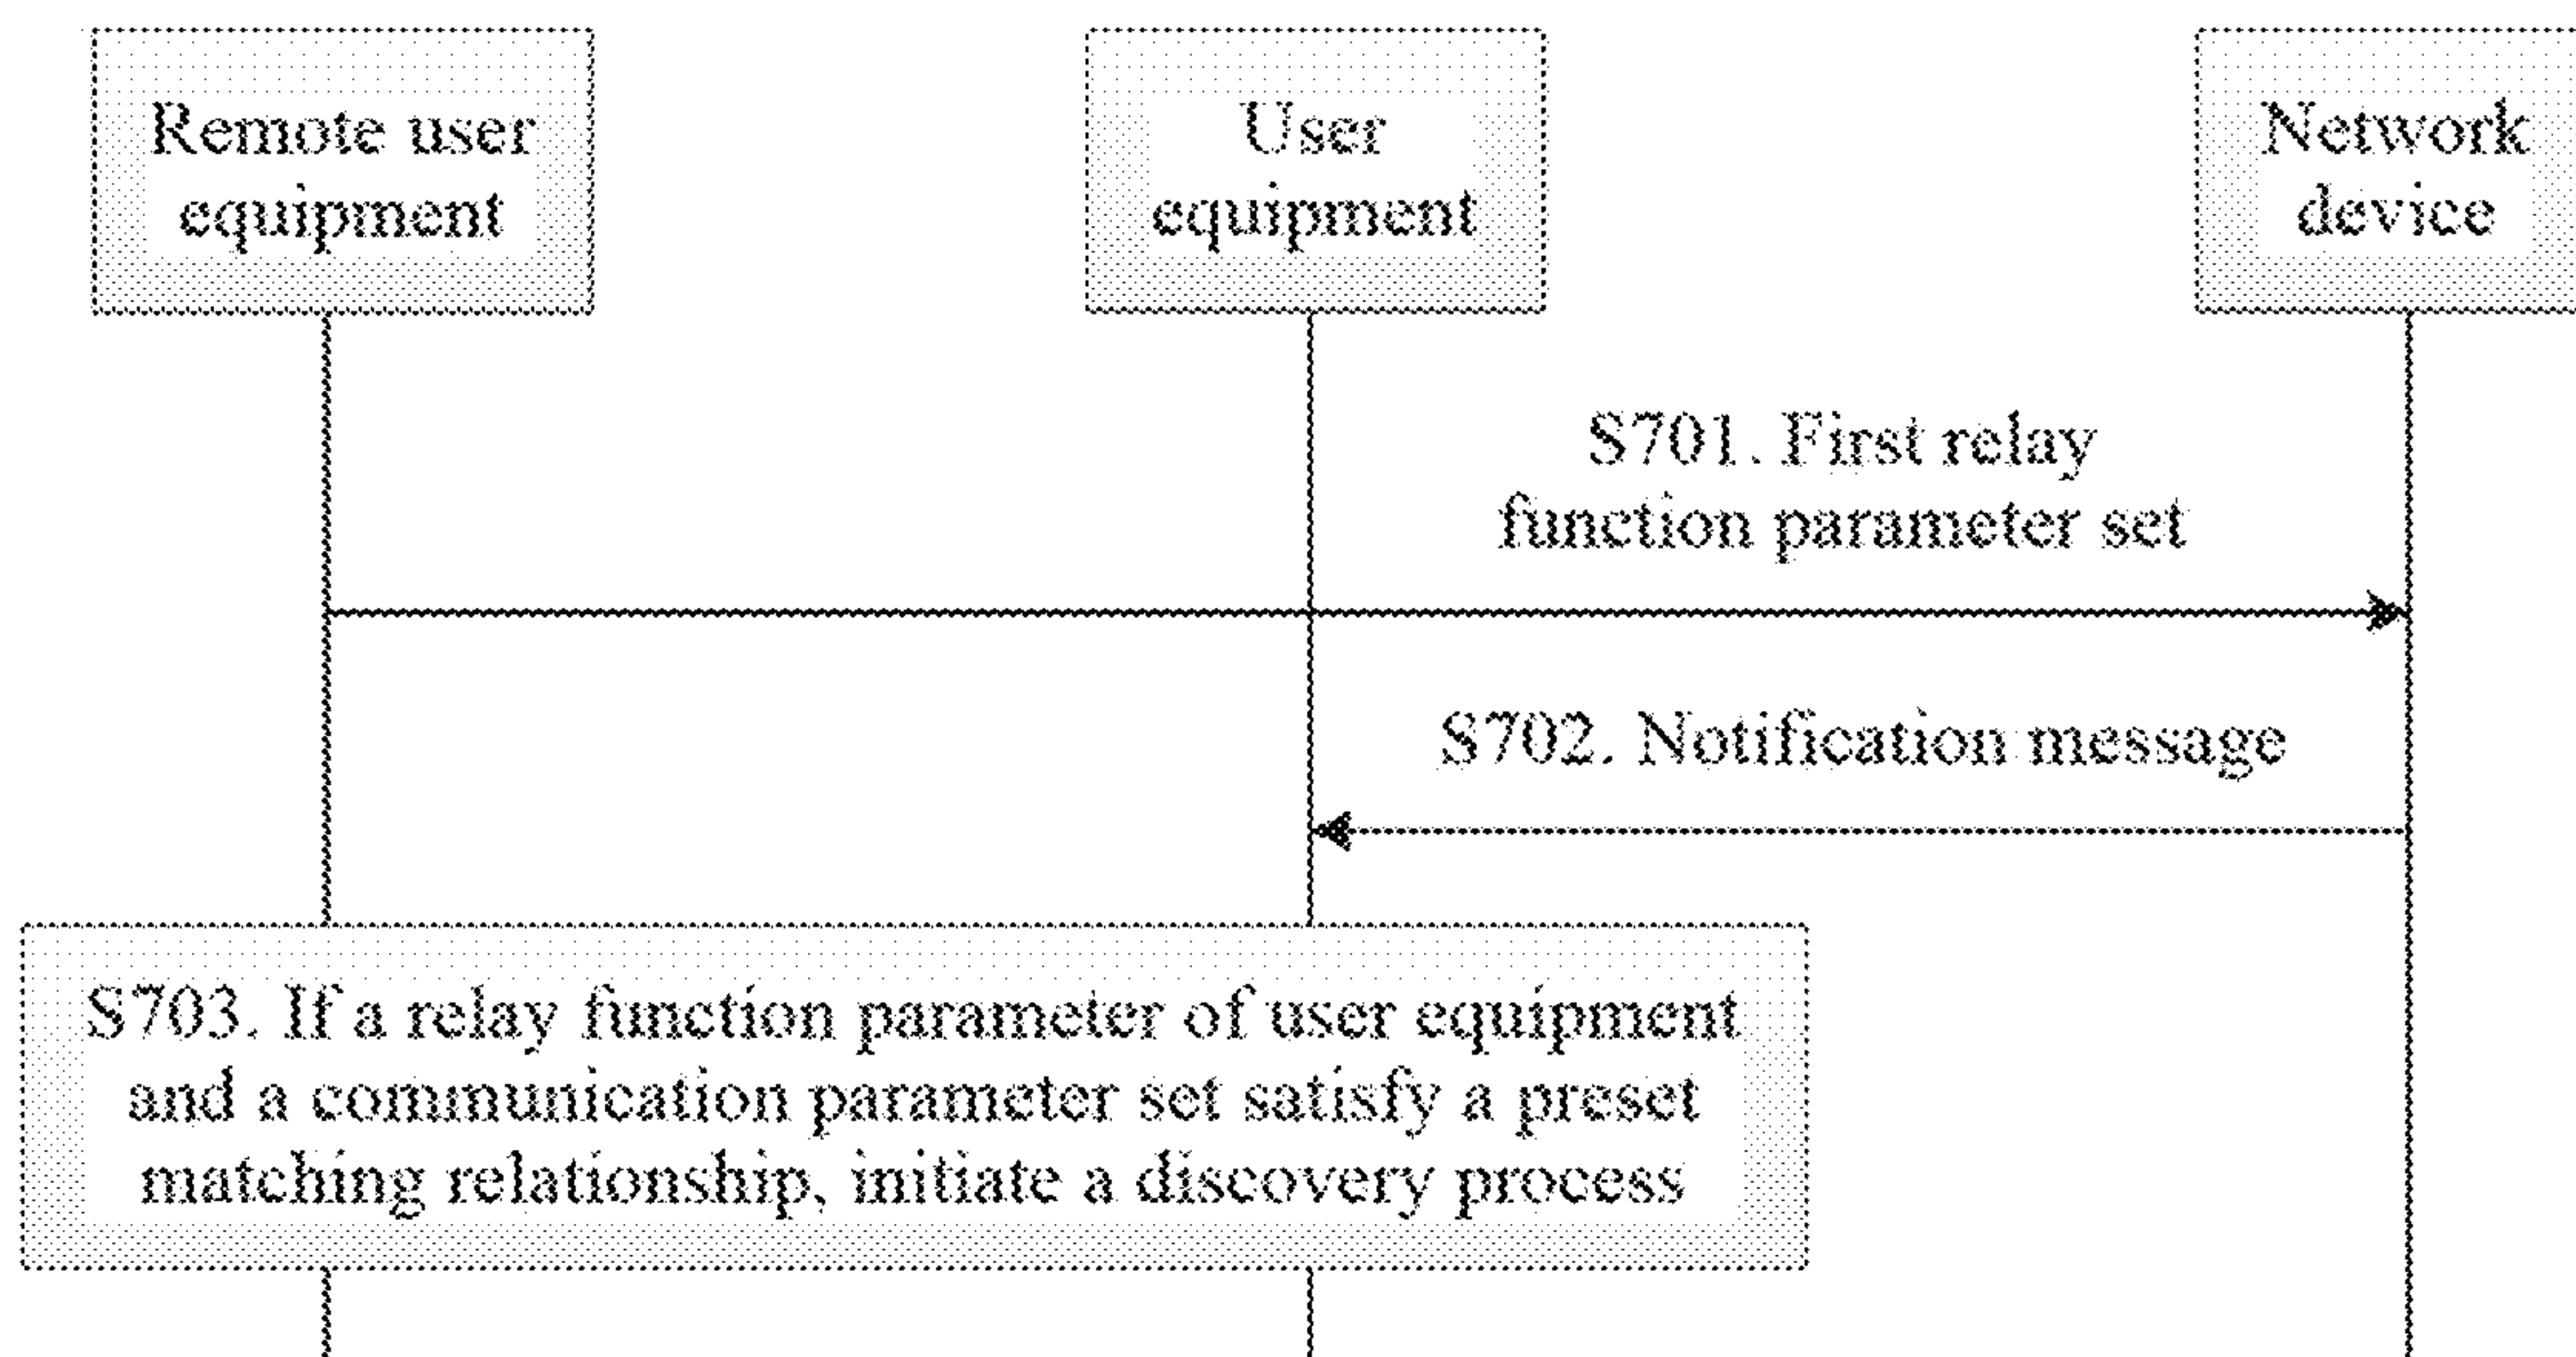 Remote user
equipment
User
equipment
Network
device
S701. First relay
function parameter set
S702. Notification message
S703. If a relay function parameter of user equipment
and a communication parameter set satisfy a preset
matching relationship, initiate a discovery process